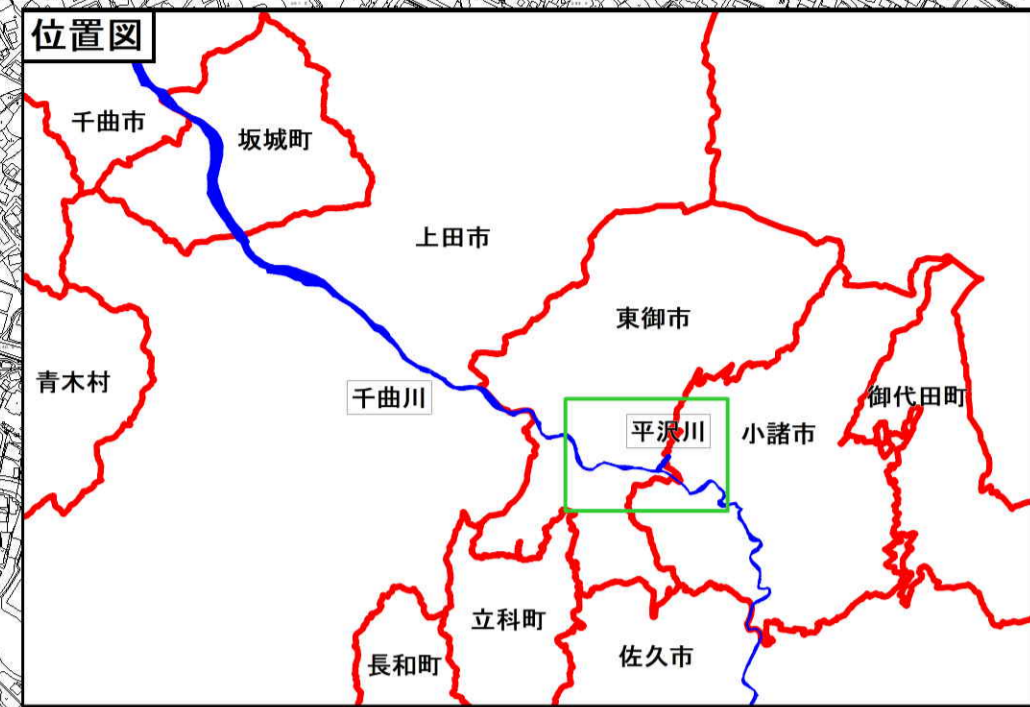 位置図
千曲市
坂城町
上田市
東御市
青木村
千曲川
御代田町
平沢川
小諸市
立科町
長和町
佐久市